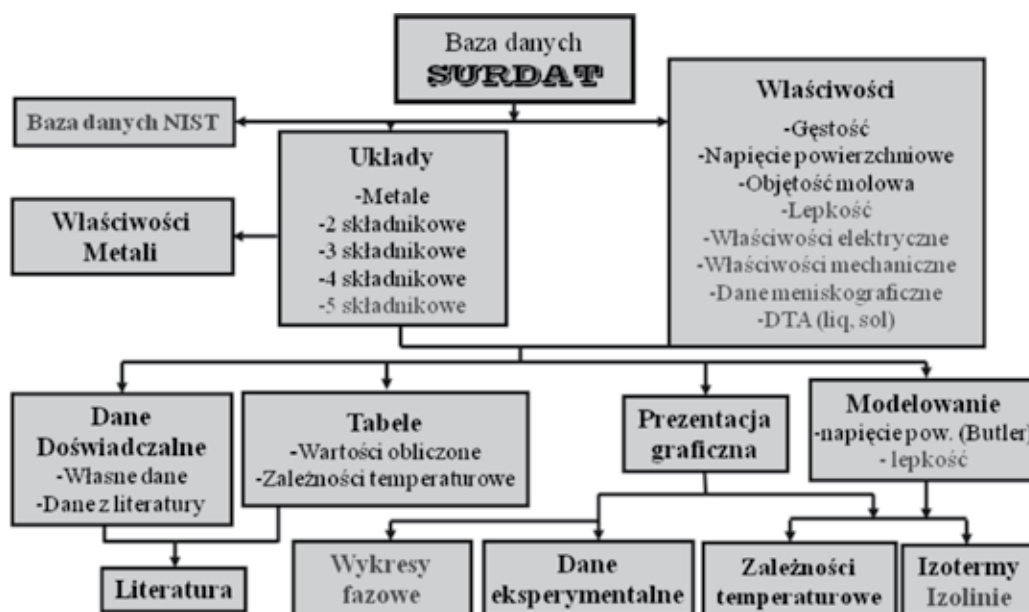 Baza danych
SURDAT
Baza danych NIST
Układy
-Metale
-2 składnikowe
-3 składnikowe
-4 składnikowe
-5 składnikowe
Właściwości
-Gęstość
-Napięcie powierzchniowe
-Objętość molowa
-Lepkość
-Właściwości elektryczne
-Właściwości mechaniczne
-Dane meniskograficzne
-DTA (liq, sol)
Właściwości
Metali
Dane
Doświadczalne
-Własne dane
-Dane z literatury
Tabele
-Wartości obliczone
-Zależności temperaturowe
Prezentacja
graficzna
Modelowanie
-napięcie pow. (Butler)
- lepkość
Literatura
Wykresy
fazowe
Dane
eksperymentalne
Zależności
temperaturowe
Izotermy
Izolinie